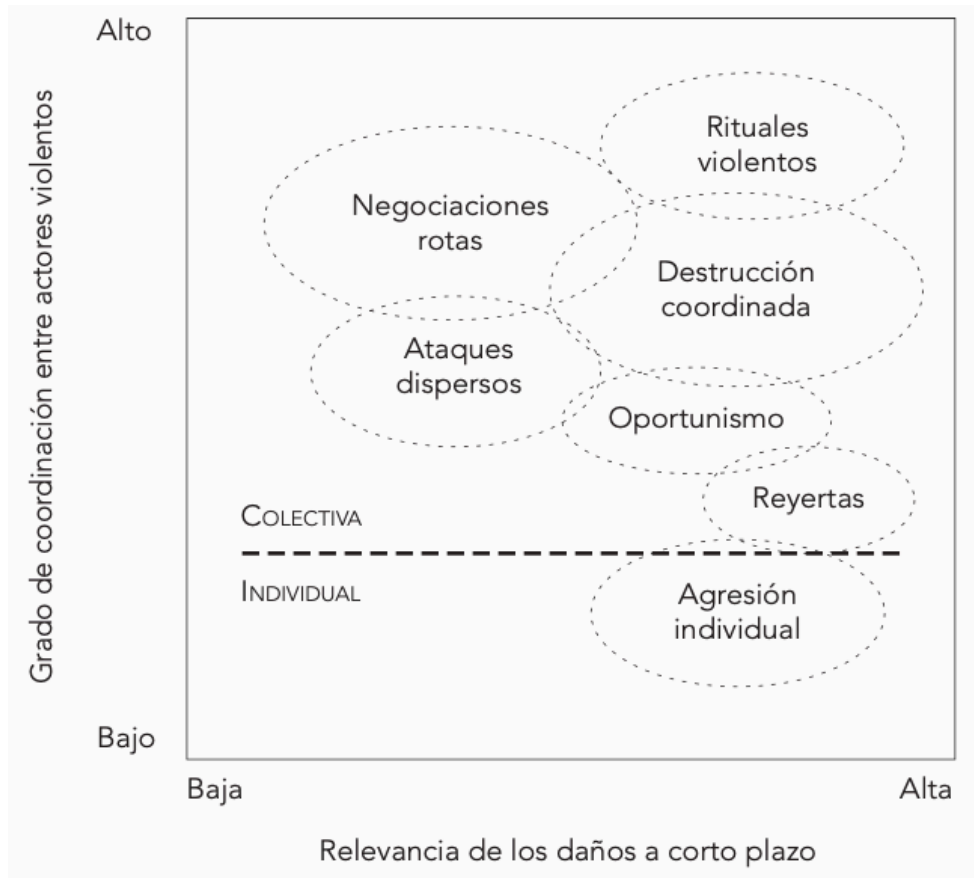 Alto
Grado de coordinación entre actores violentos
Rituales
violentos
Negociaciones
rotas
Destrucción
coordinada
Ataques
dispersos
Oportunismo
Reyertas
COLECTIVA
INDIVIDUAL
Agresión
individual
Bajo
Baja
Alta
Relevancia de los daños a corto plazo